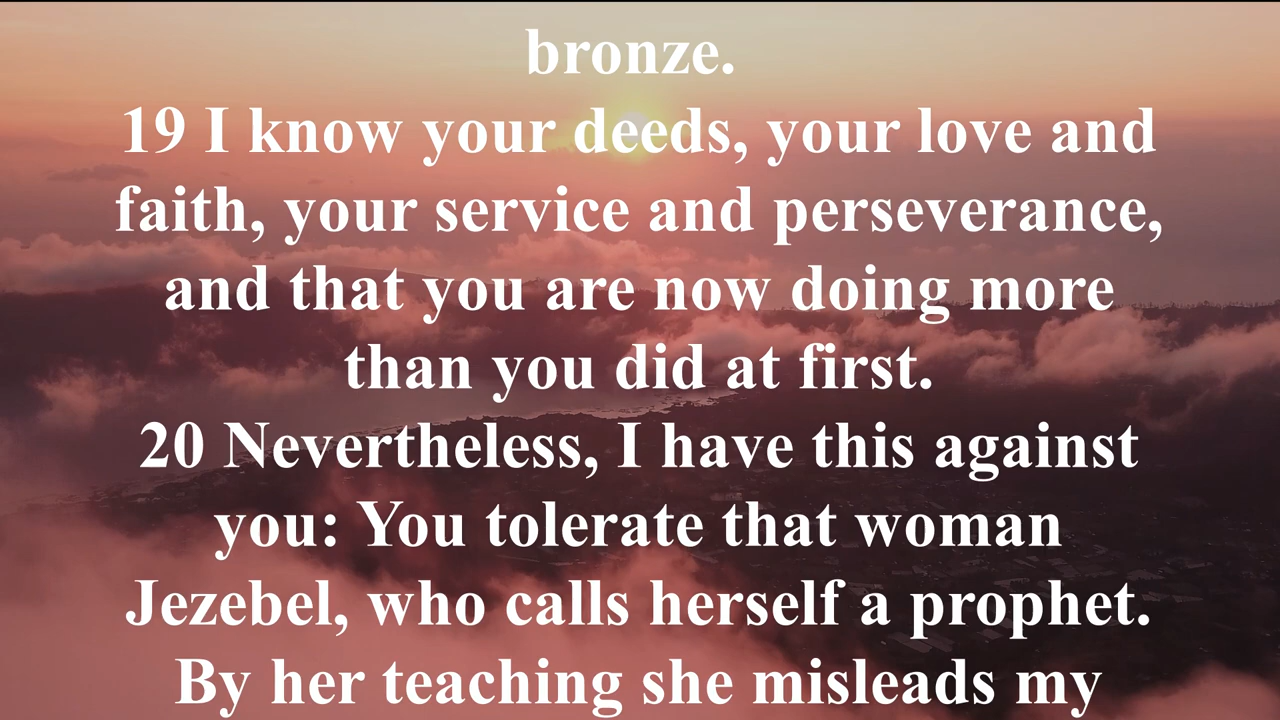 bronze.
19 I know your deeds, your love and
faith, your service and perseverance,
and that you are now doing more
than you did at first.
20 Nevertheless, I have this against
you: You tolerate that woman
Jezebel, who calls herself a prophet.
By her teaching she misleads my